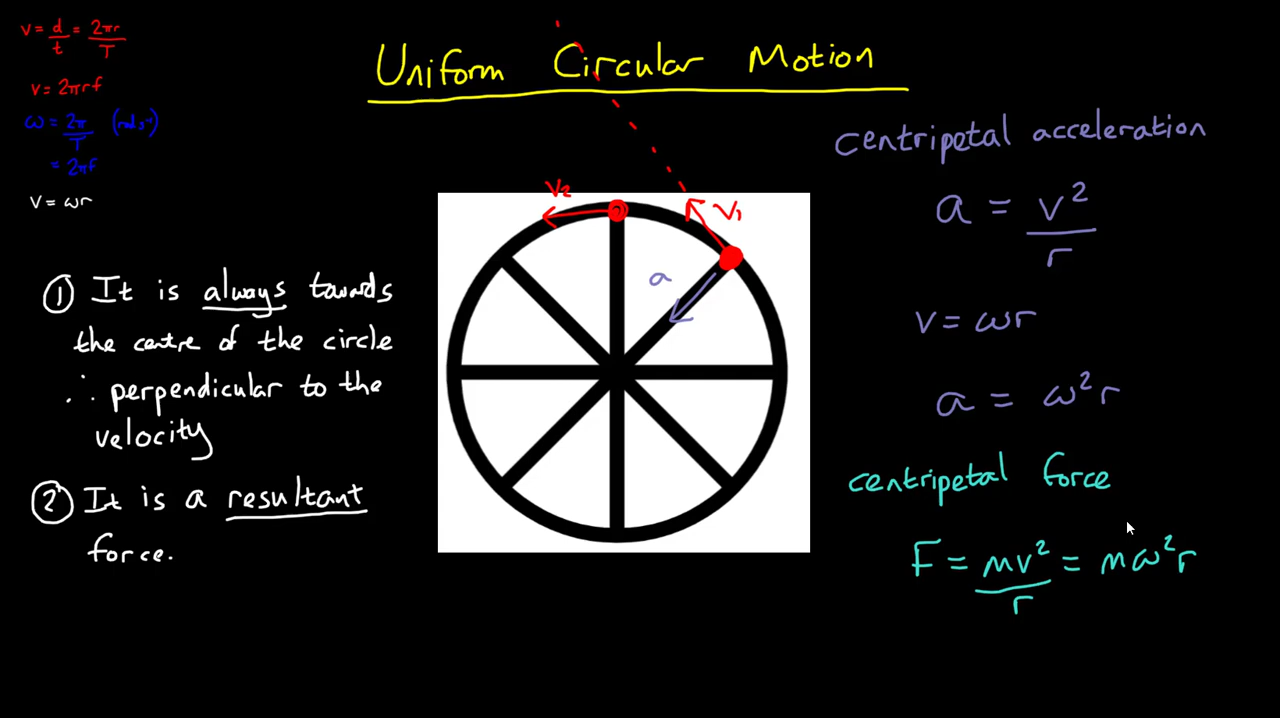 Uniform Circular Motion
v = d/t = 2πr/T
v = 2πrf
ω = 2π/T (rad s⁻¹)
= 2πf
v = ωr
① It is always towards
the centre of the circle
∴ perpendicular to the
velocity
② It is a resultant
force.
v₂
v₁
a
centripetal acceleration
a = v²/r
v = ωr
a = ω²r
centripetal force
F = mv²/r = mω²r